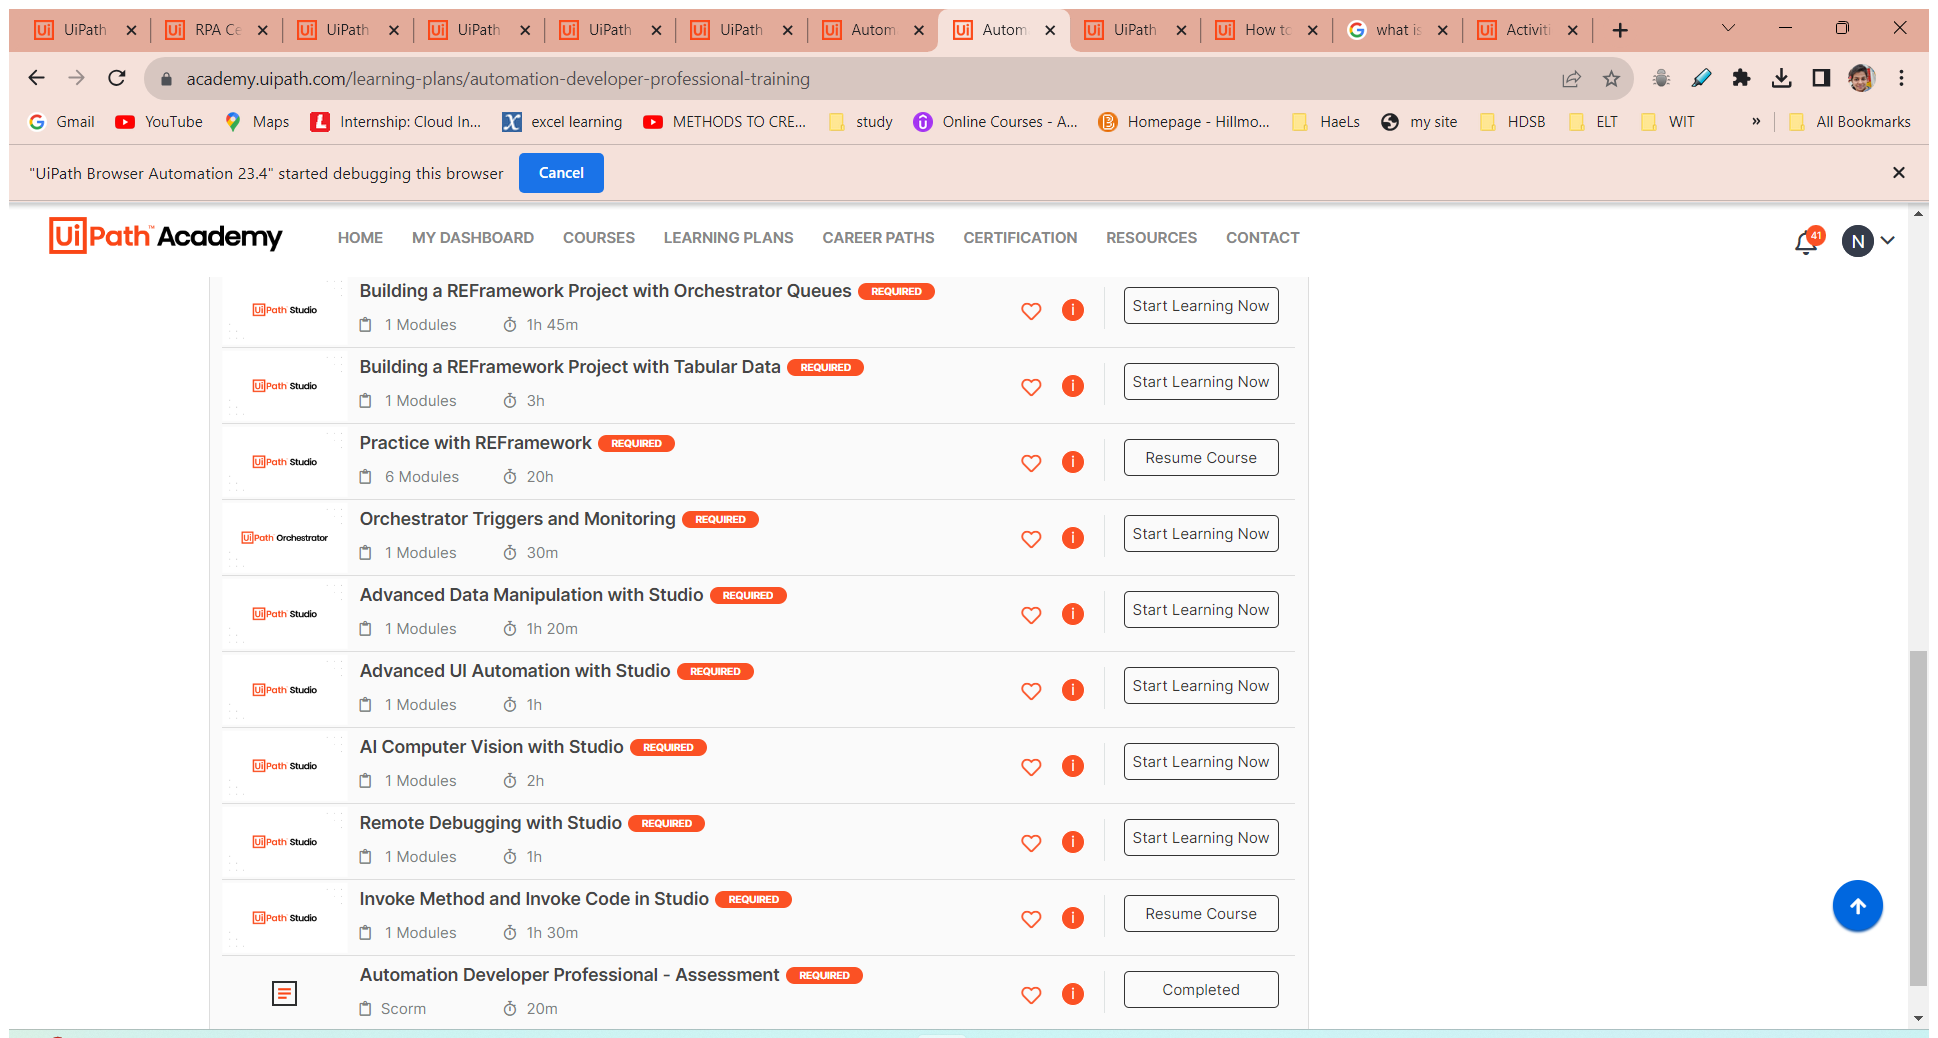 UiPath RPA Ce UiPath UiPath UiPath UiPath Autom Autom UiPath How to what is Activiti
academy.uipath.com/learning-plans/automation-developer-professional-training
Gmail YouTube Maps Internship: Cloud In... excel learning METHODS TO CRE... study Online Courses - A... Homepage - Hillmo... HaeLs my site HDSB ELT WIT » All Bookmarks
"UiPath Browser Automation 23.4" started debugging this browser Cancel
UiPath™ Academy HOME MY DASHBOARD COURSES LEARNING PLANS CAREER PATHS CERTIFICATION RESOURCES CONTACT 41 N
Building a REFramework Project with Orchestrator Queues REQUIRED
UiPath Studio Start Learning Now
1 Modules 1h 45m
Building a REFramework Project with Tabular Data REQUIRED
UiPath Studio Start Learning Now
1 Modules 3h
Practice with REFramework REQUIRED
UiPath Studio Resume Course
6 Modules 20h
Orchestrator Triggers and Monitoring REQUIRED
UiPath Orchestrator Start Learning Now
1 Modules 30m
Advanced Data Manipulation with Studio REQUIRED
UiPath Studio Start Learning Now
1 Modules 1h 20m
Advanced UI Automation with Studio REQUIRED
UiPath Studio Start Learning Now
1 Modules 1h
AI Computer Vision with Studio REQUIRED
UiPath Studio Start Learning Now
1 Modules 2h
Remote Debugging with Studio REQUIRED
UiPath Studio Start Learning Now
1 Modules 1h
Invoke Method and Invoke Code in Studio REQUIRED
UiPath Studio Resume Course
1 Modules 1h 30m
Automation Developer Professional - Assessment REQUIRED
Completed
Scorm 20m